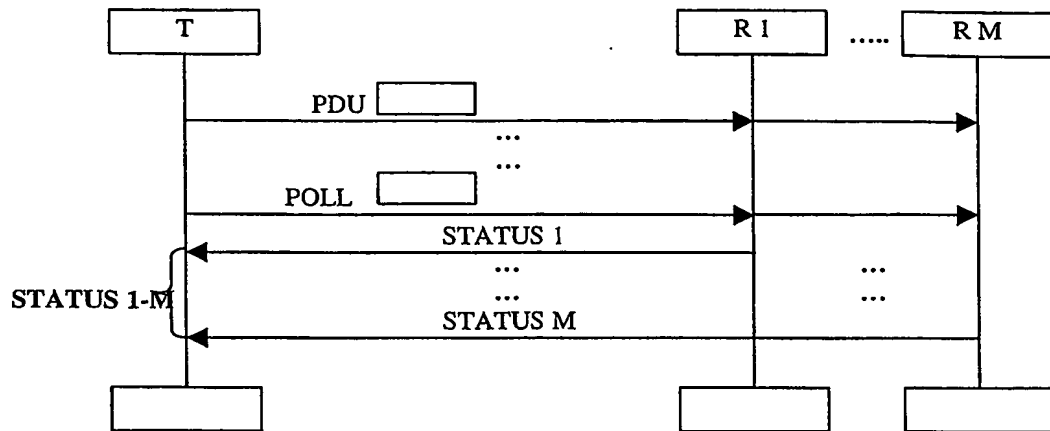 T R 1 ..... R M
PDU
...
...
POLL
STATUS 1
... ...
STATUS 1-M ... ...
STATUS M